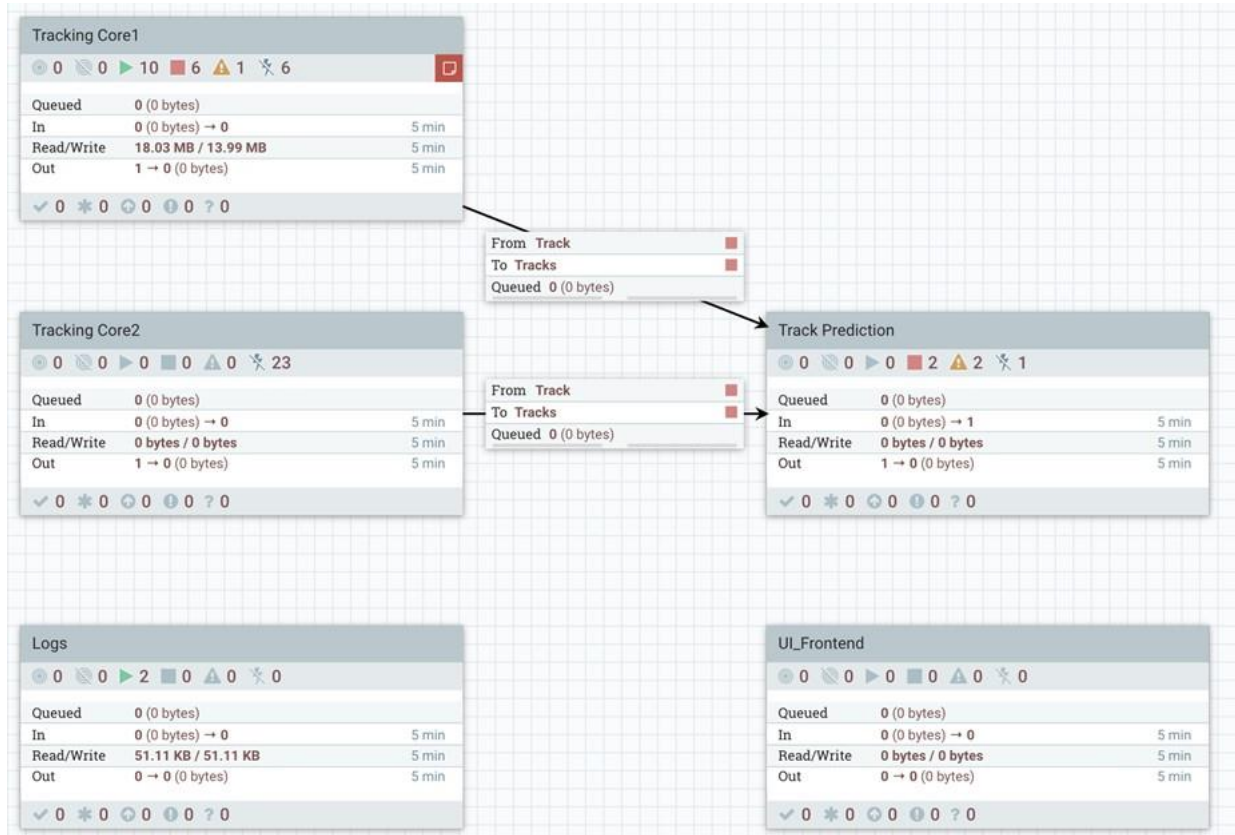 Tracking Core1
0 0 10 6 1 6
Queued 0 (0 bytes)
In 0 (0 bytes) → 0 5 min
Read/Write 18.03 MB / 13.99 MB 5 min
Out 1 → 0 (0 bytes) 5 min
0 0 0 0 ? 0
From Track
To Tracks
Queued 0 (0 bytes)
Tracking Core2
0 0 0 0 0 23
Queued 0 (0 bytes)
In 0 (0 bytes) → 0 5 min
Read/Write 0 bytes / 0 bytes 5 min
Out 1 → 0 (0 bytes) 5 min
0 0 0 0 ? 0
From Track
To Tracks
Queued 0 (0 bytes)
Track Prediction
0 0 0 2 2 1
Queued 0 (0 bytes)
In 0 (0 bytes) → 1 5 min
Read/Write 0 bytes / 0 bytes 5 min
Out 1 → 0 (0 bytes) 5 min
0 0 0 0 ? 0
Logs
0 0 2 0 0 0
Queued 0 (0 bytes)
In 0 (0 bytes) → 0 5 min
Read/Write 51.11 KB / 51.11 KB 5 min
Out 0 → 0 (0 bytes) 5 min
0 0 0 0 ? 0
UI_Frontend
0 0 0 0 0 0
Queued 0 (0 bytes)
In 0 (0 bytes) → 0 5 min
Read/Write 0 bytes / 0 bytes 5 min
Out 0 → 0 (0 bytes) 5 min
0 0 0 0 ? 0